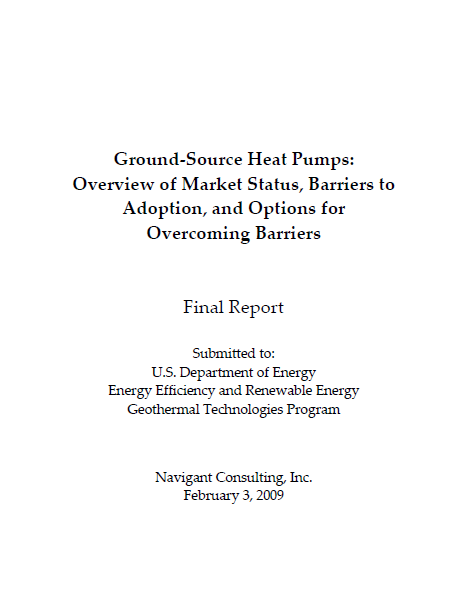 Ground-Source Heat Pumps:
Overview of Market Status, Barriers to
Adoption, and Options for
Overcoming Barriers
Final Report
Submitted to:
U.S. Department of Energy
Energy Efficiency and Renewable Energy
Geothermal Technologies Program
Navigant Consulting, Inc.
February 3, 2009